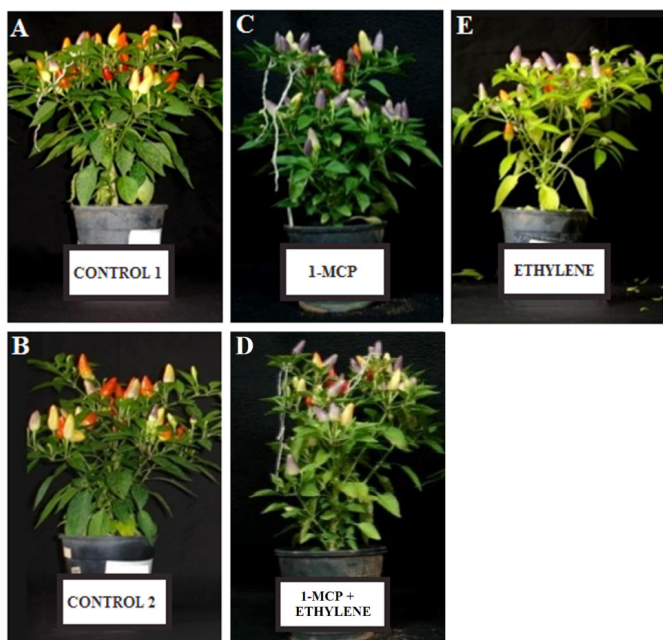 A
CONTROL 1
B
CONTROL 2
C
1-MCP
D
1-MCP +
ETHYLENE
E
ETHYLENE